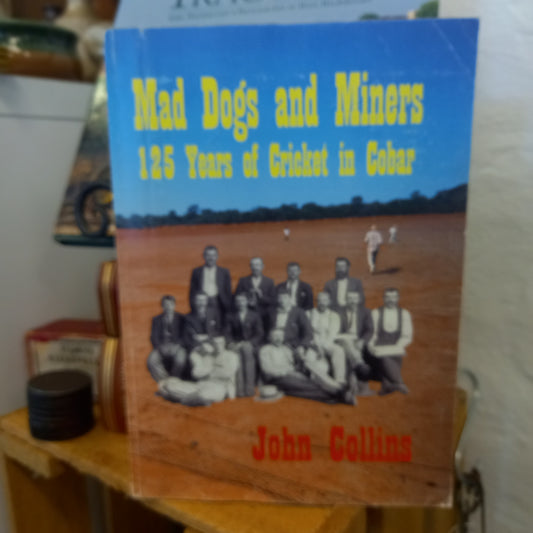 Mad Dogs and Miners
125 Years of Cricket in Cobar
John Collins